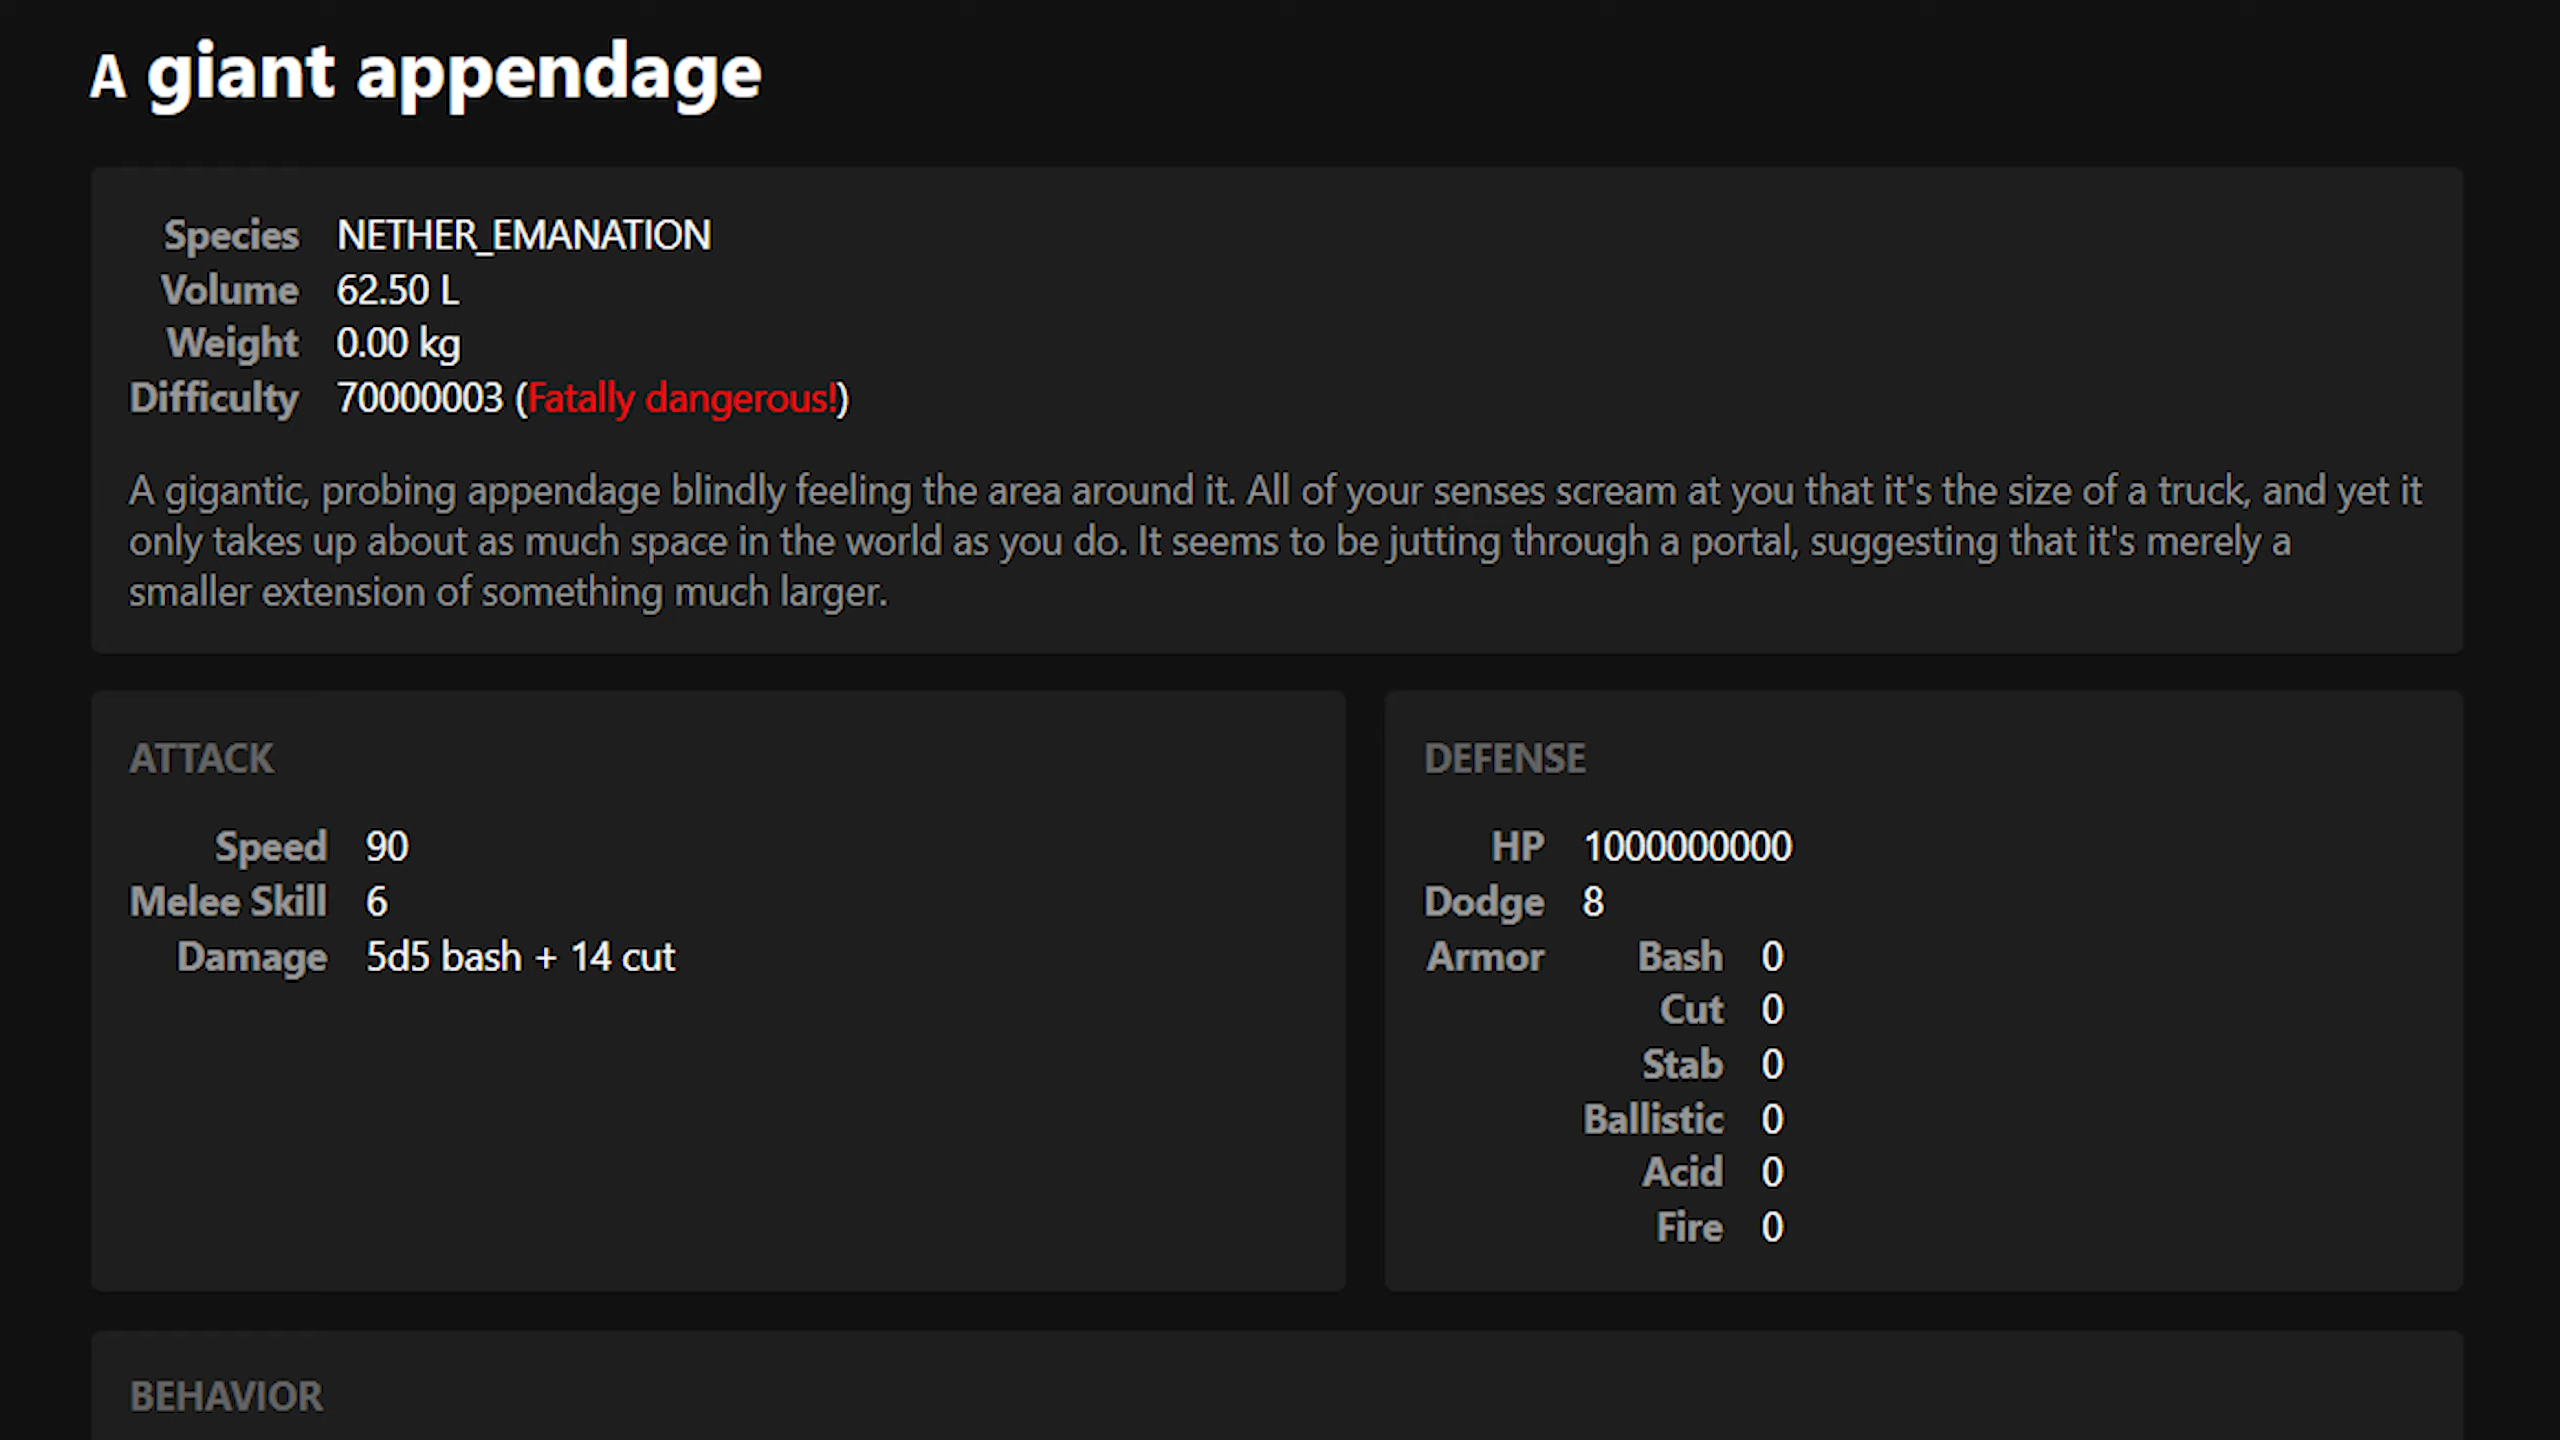 A giant appendage
Species NETHER_EMANATION
Volume 62.50 L
Weight 0.00 kg
Difficulty 70000003 (Fatally dangerous!)
A gigantic, probing appendage blindly feeling the area around it. All of your senses scream at you that it's the size of a truck, and yet it
only takes up about as much space in the world as you do. It seems to be jutting through a portal, suggesting that it's merely a
smaller extension of something much larger.
ATTACK
Speed 90
Melee Skill 6
Damage 5d5 bash + 14 cut
DEFENSE
HP 1000000000
Dodge 8
Armor Bash 0
Cut 0
Stab 0
Ballistic 0
Acid 0
Fire 0
BEHAVIOR